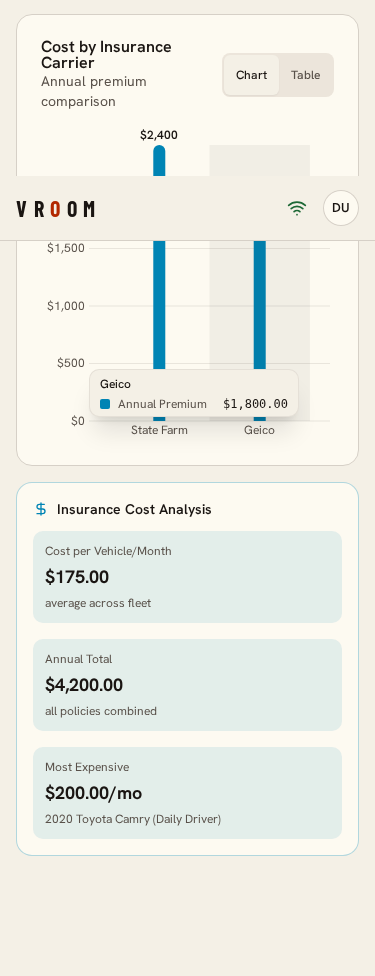 Cost by Insurance
Carrier
Annual premium
comparison
Chart
Table
$2,400
VROOM
DU
$1,500
$1,000
$500
Geico
Annual Premium $1,800.00
$0
State Farm
Geico
Insurance Cost Analysis
Cost per Vehicle/Month
$175.00
average across fleet
Annual Total
$4,200.00
all policies combined
Most Expensive
$200.00/mo
2020 Toyota Camry (Daily Driver)